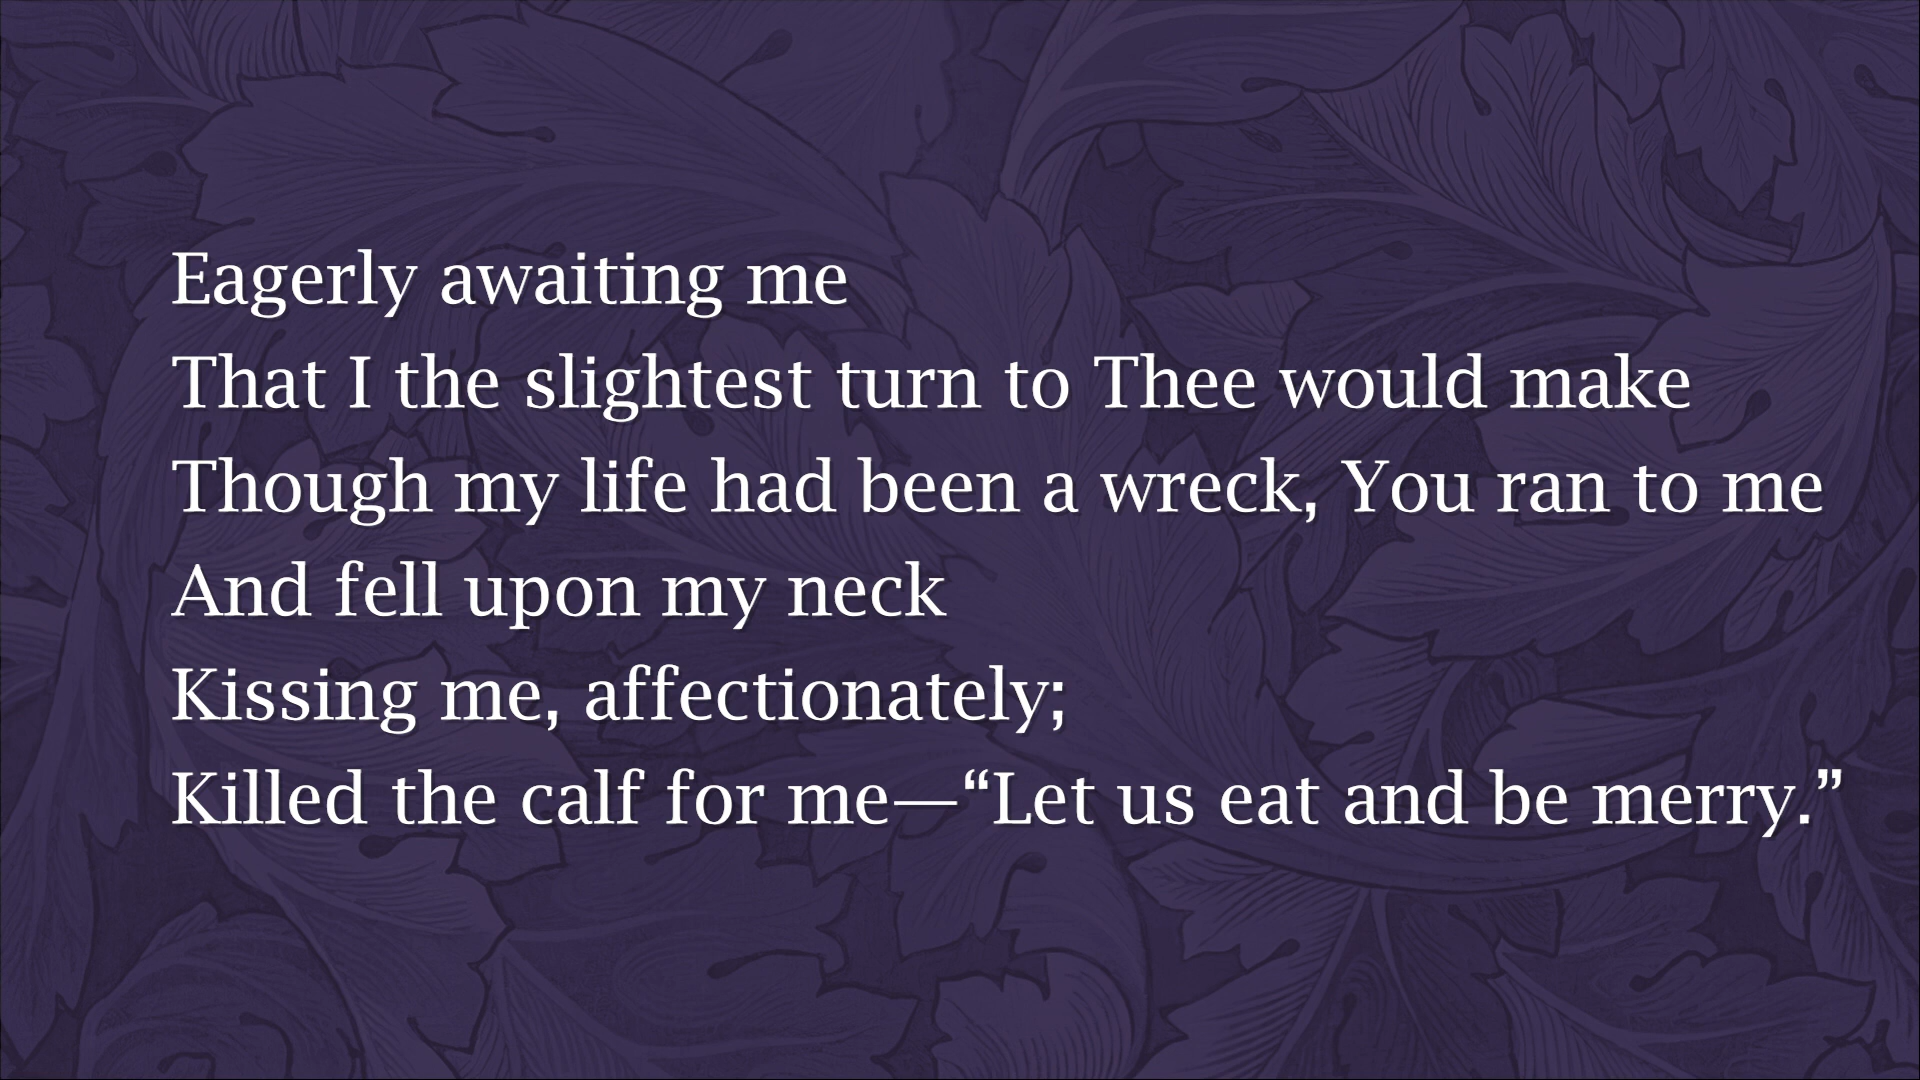 Eagerly awaiting me
That I the slightest turn to Thee would make
Though my life had been a wreck, You ran to me
And fell upon my neck
Kissing me, affectionately;
Killed the calf for me—“Let us eat and be merry.”